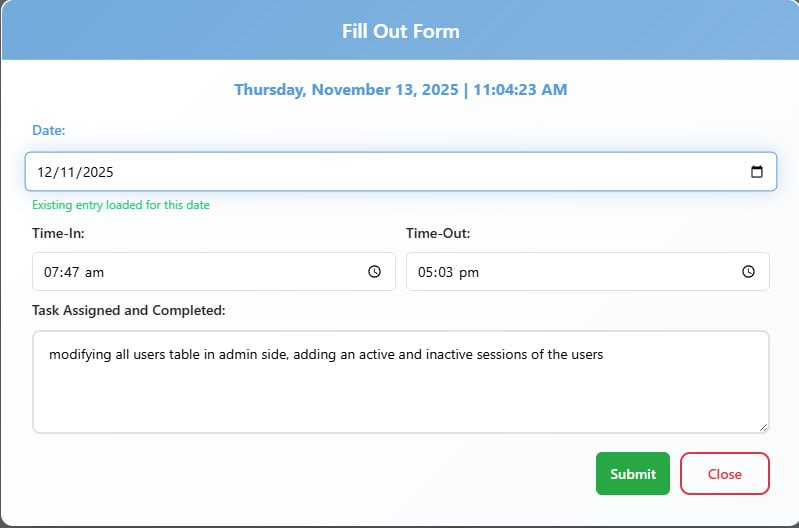 Fill Out Form
Thursday, November 13, 2025 | 11:04:23 AM
Date:
12/11/2025
Existing entry loaded for this date
Time-In:
Time-Out:
07:47 am
05:03 pm
Task Assigned and Completed:
modifying all users table in admin side, adding an active and inactive sessions of the users
Submit
Close